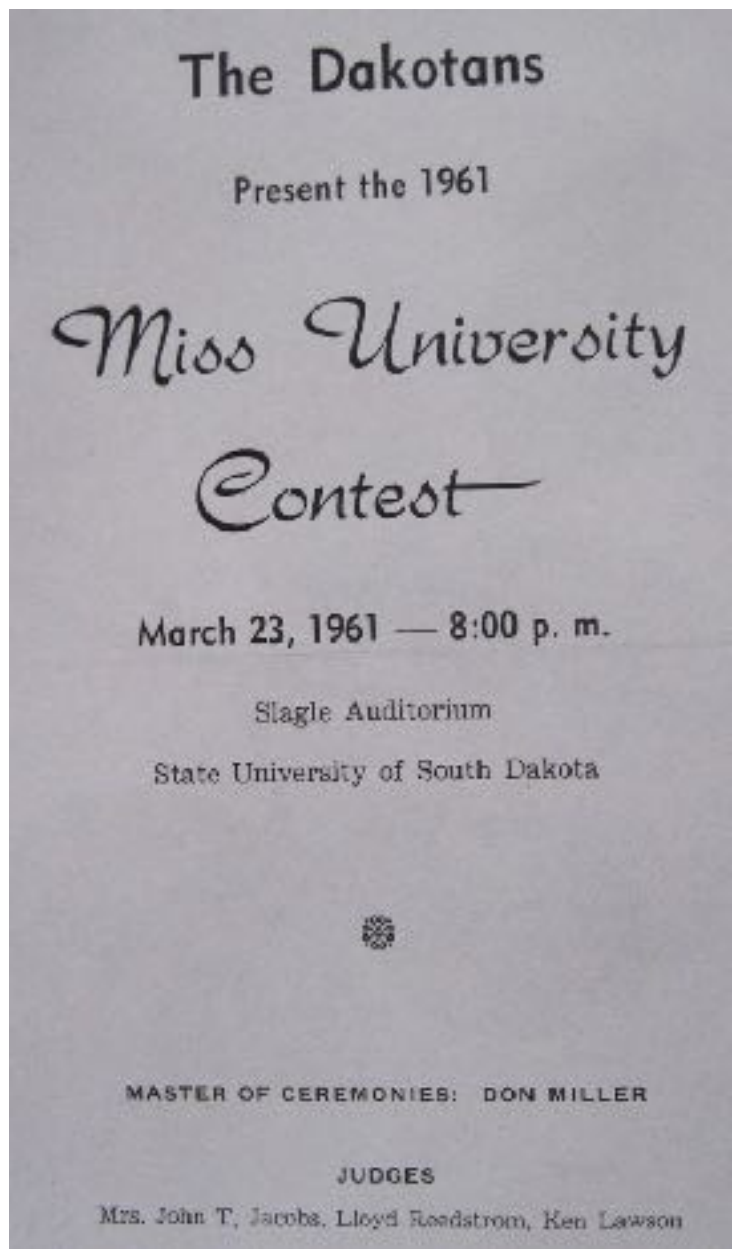 The Dakotans
Present the 1961
Miss University
Contest
March 23, 1961 — 8:00 p. m.
Slagle Auditorium
State University of South Dakota
MASTER OF CEREMONIES: DON MILLER
JUDGES
Mrs. John T. Jacobs, Lloyd Reedstrom, Ken Lawson